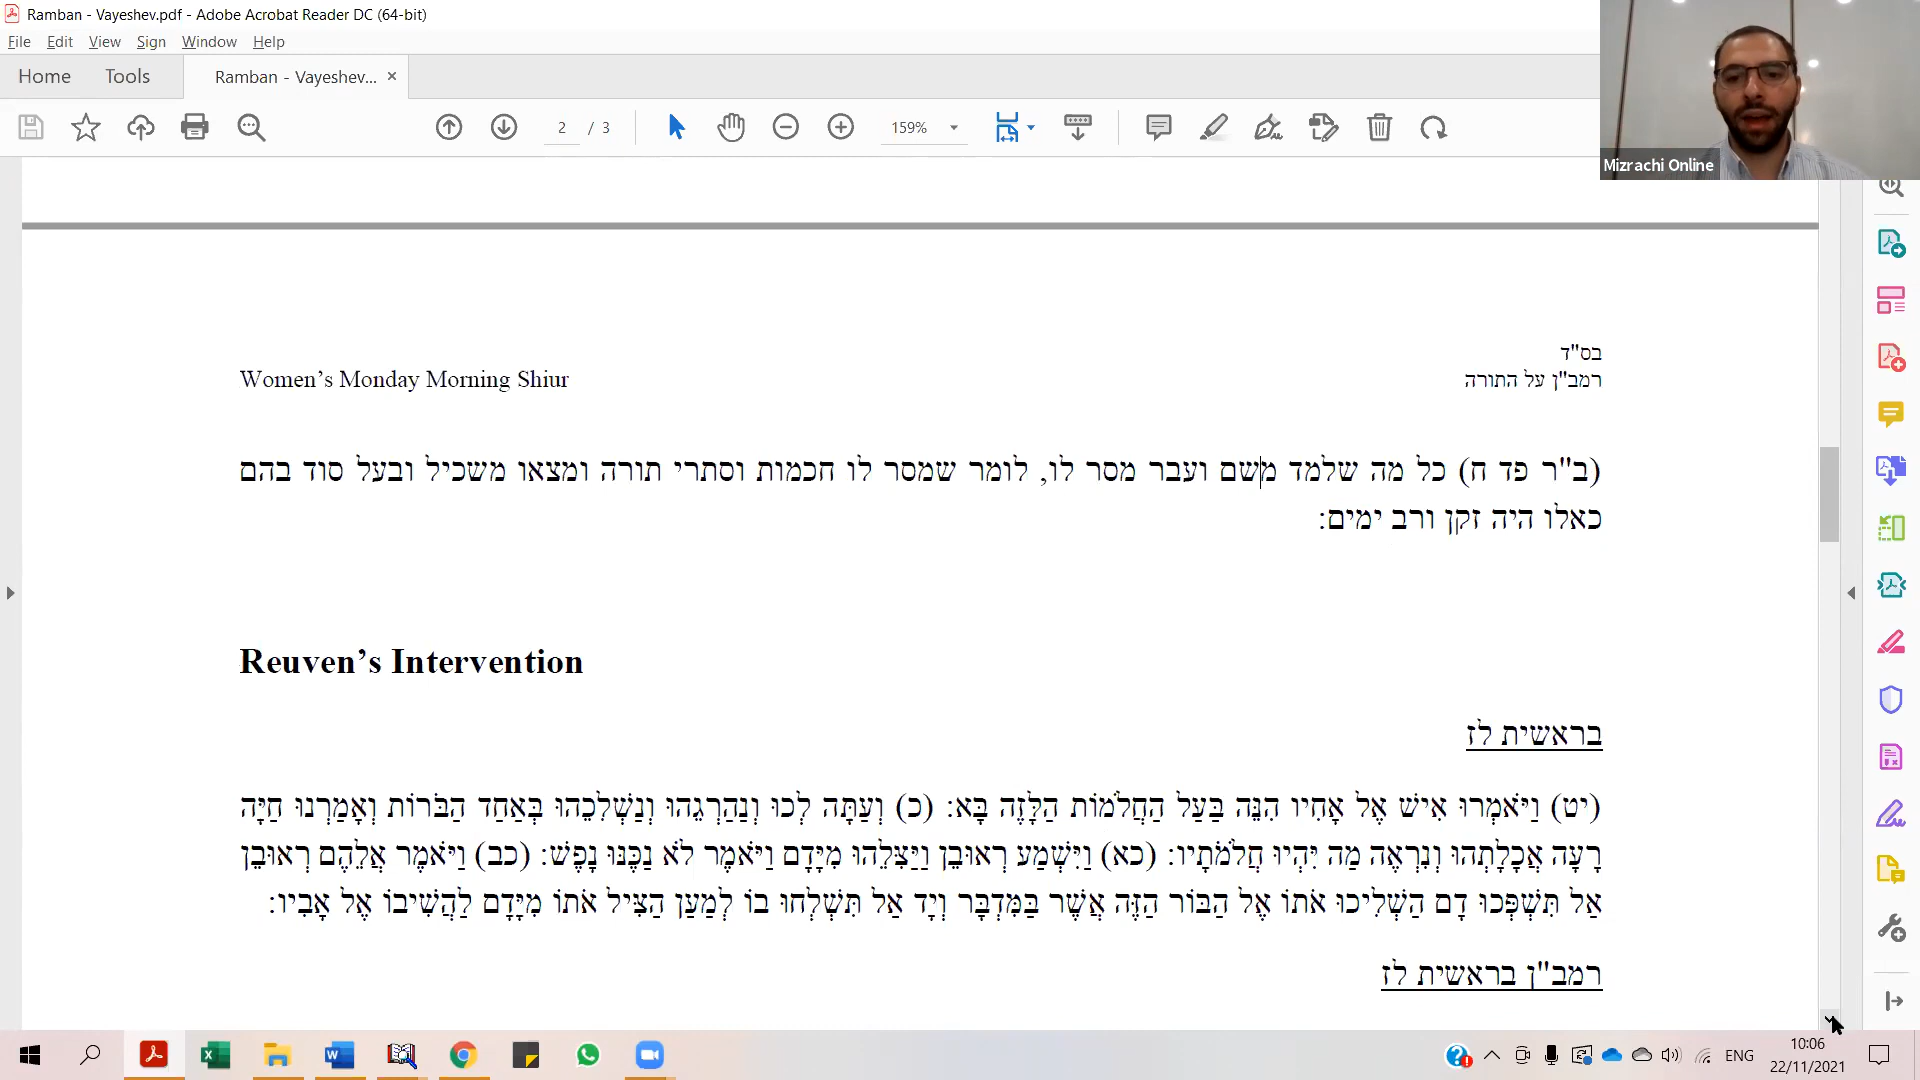 Ramban - Vayeshev.pdf - Adobe Acrobat Reader DC (64-bit)
File Edit View Sign Window Help
Home Tools Ramban - Vayeshev... ×
2 / 3 159%
Mizrachi Online
בס"ד
Women's Monday Morning Shiur רמב"ן על התורה
(ב"ר פד ח) כל מה שלמד משם ועבר מסר לו, לומר שמסר לו חכמות וסתרי תורה ומצאו משכיל ובעל סוד בהם
כאלו היה זקן ורב ימים:
Reuven's Intervention
בראשית לז
(יט) וַיֹּאמְרוּ אִישׁ אֶל אָחִיו הִנֵּה בַּעַל הַחֲלֹמוֹת הַלָּזֶה בָּא: (כ) וְעַתָּה לְכוּ וְנַהַרְגֵהוּ וְנַשְׁלִכֵהוּ בְּאַחַד הַבֹּרוֹת וְאָמַרְנוּ חַיָּה
רָעָה אֲכָלָתְהוּ וְנִרְאֶה מַה יִּהְיוּ חֲלֹמֹתָיו: (כא) וַיִּשְׁמַע רְאוּבֵן וַיַּצִּלֵהוּ מִיָּדָם וַיֹּאמֶר לֹא נַכֶּנּוּ נָפֶשׁ: (כב) וַיֹּאמֶר אֲלֵהֶם רְאוּבֵן
אַל תִּשְׁפְּכוּ דָם הַשְׁלִיכוּ אֹתוֹ אֶל הַבּוֹר הַזֶּה אֲשֶׁר בַּמִּדְבָּר וְיָד אַל תִּשְׁלְחוּ בוֹ לְמַעַן הַצִּיל אֹתוֹ מִיָּדָם לַהֲשִׁיבוֹ אֶל אָבִיו:
רמב"ן בראשית לז
ENG
10:06
22/11/2021